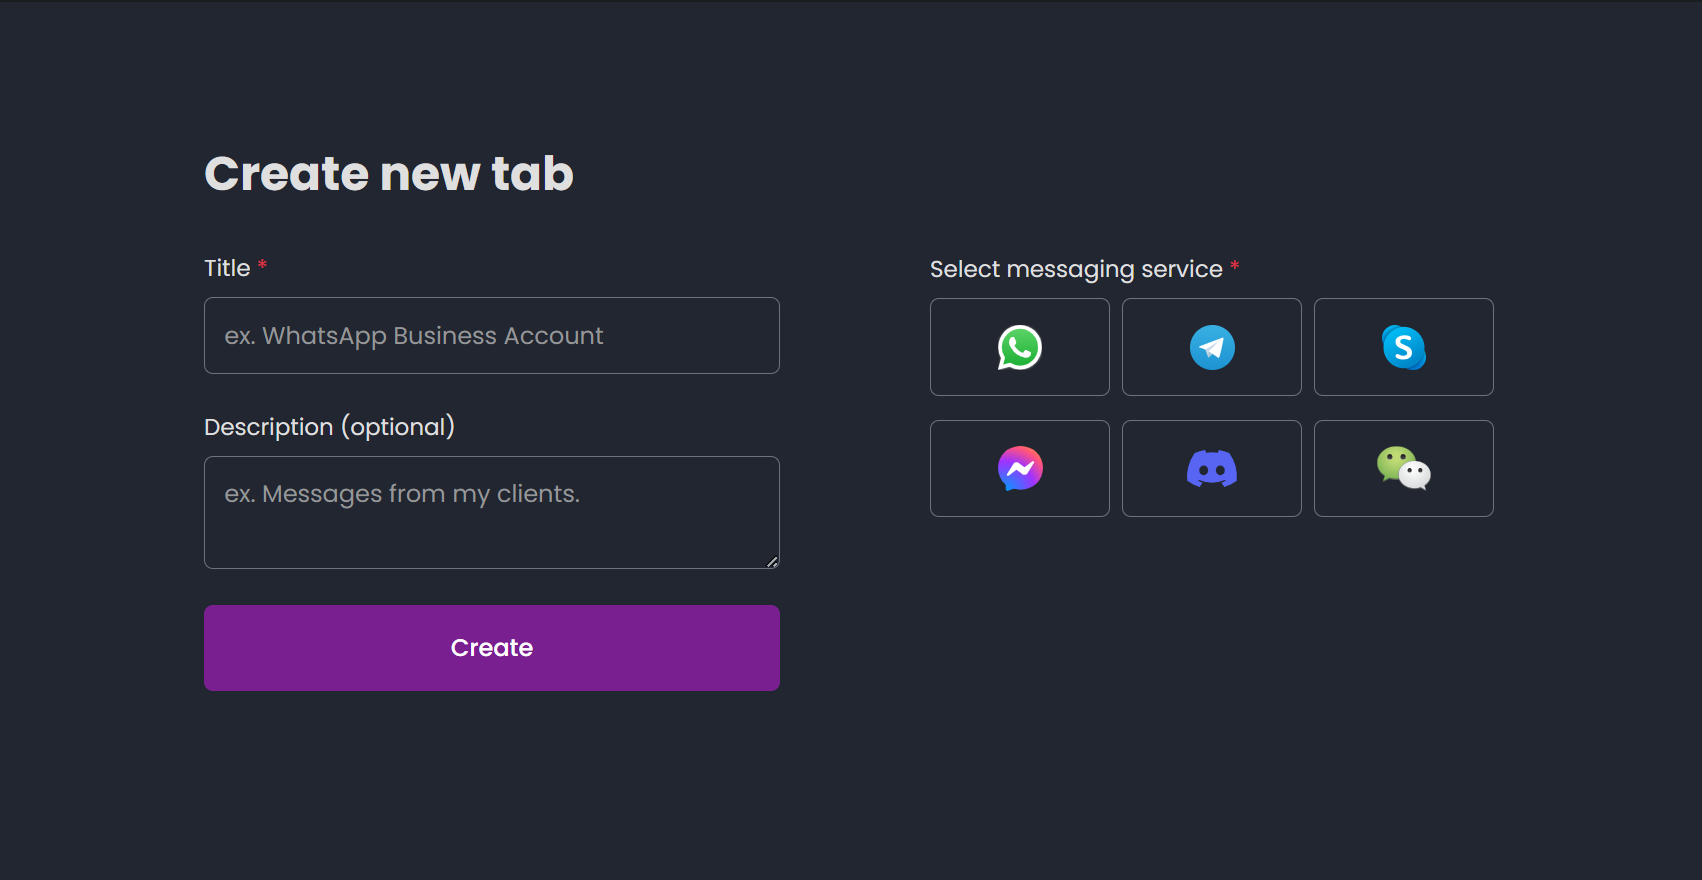 Create new tab
Title *
ex. WhatsApp Business Account
Description (optional)
ex. Messages from my clients.
Create
Select messaging service *
S